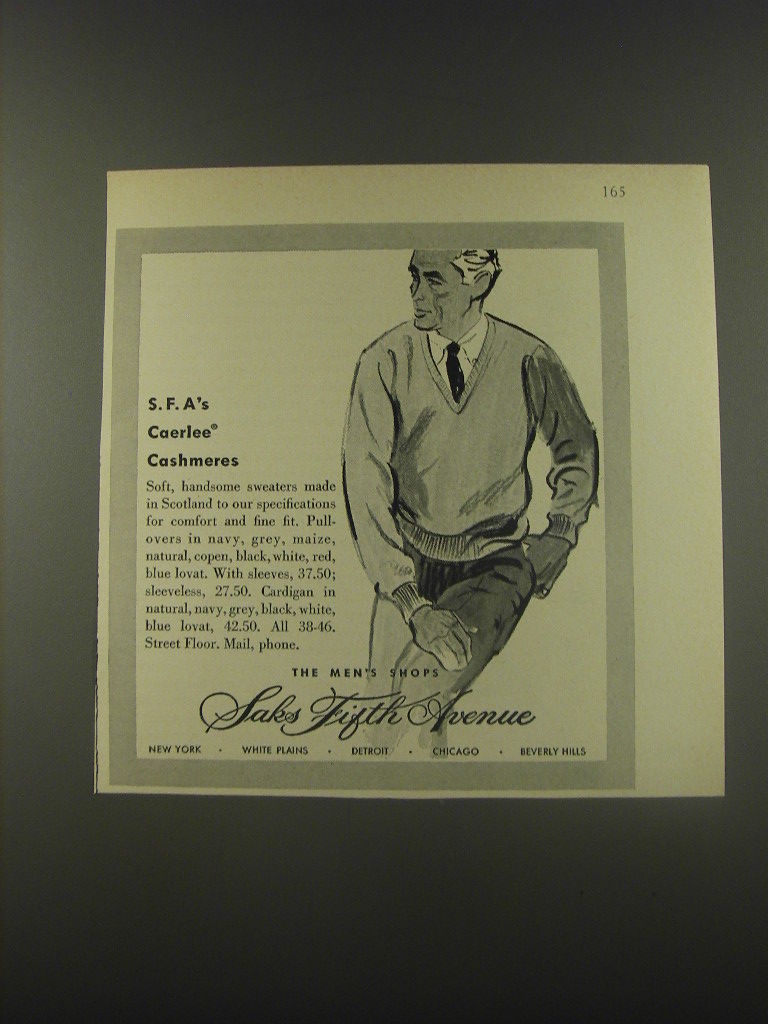 165
S. F. A's
Caerlee®
Cashmeres
Soft, handsome sweaters made
in Scotland to our specifications
for comfort and fine fit. Pull-
overs in navy, grey, maize,
natural, copen, black, white, red,
blue lovat. With sleeves, 37.50;
sleeveless, 27.50. Cardigan in
natural, navy, grey, black, white,
blue lovat, 42.50. All 38-46.
Street Floor. Mail, phone.
THE MEN'S SHOPS
Saks Fifth Avenue
NEW YORK · WHITE PLAINS · DETROIT · CHICAGO · BEVERLY HILLS